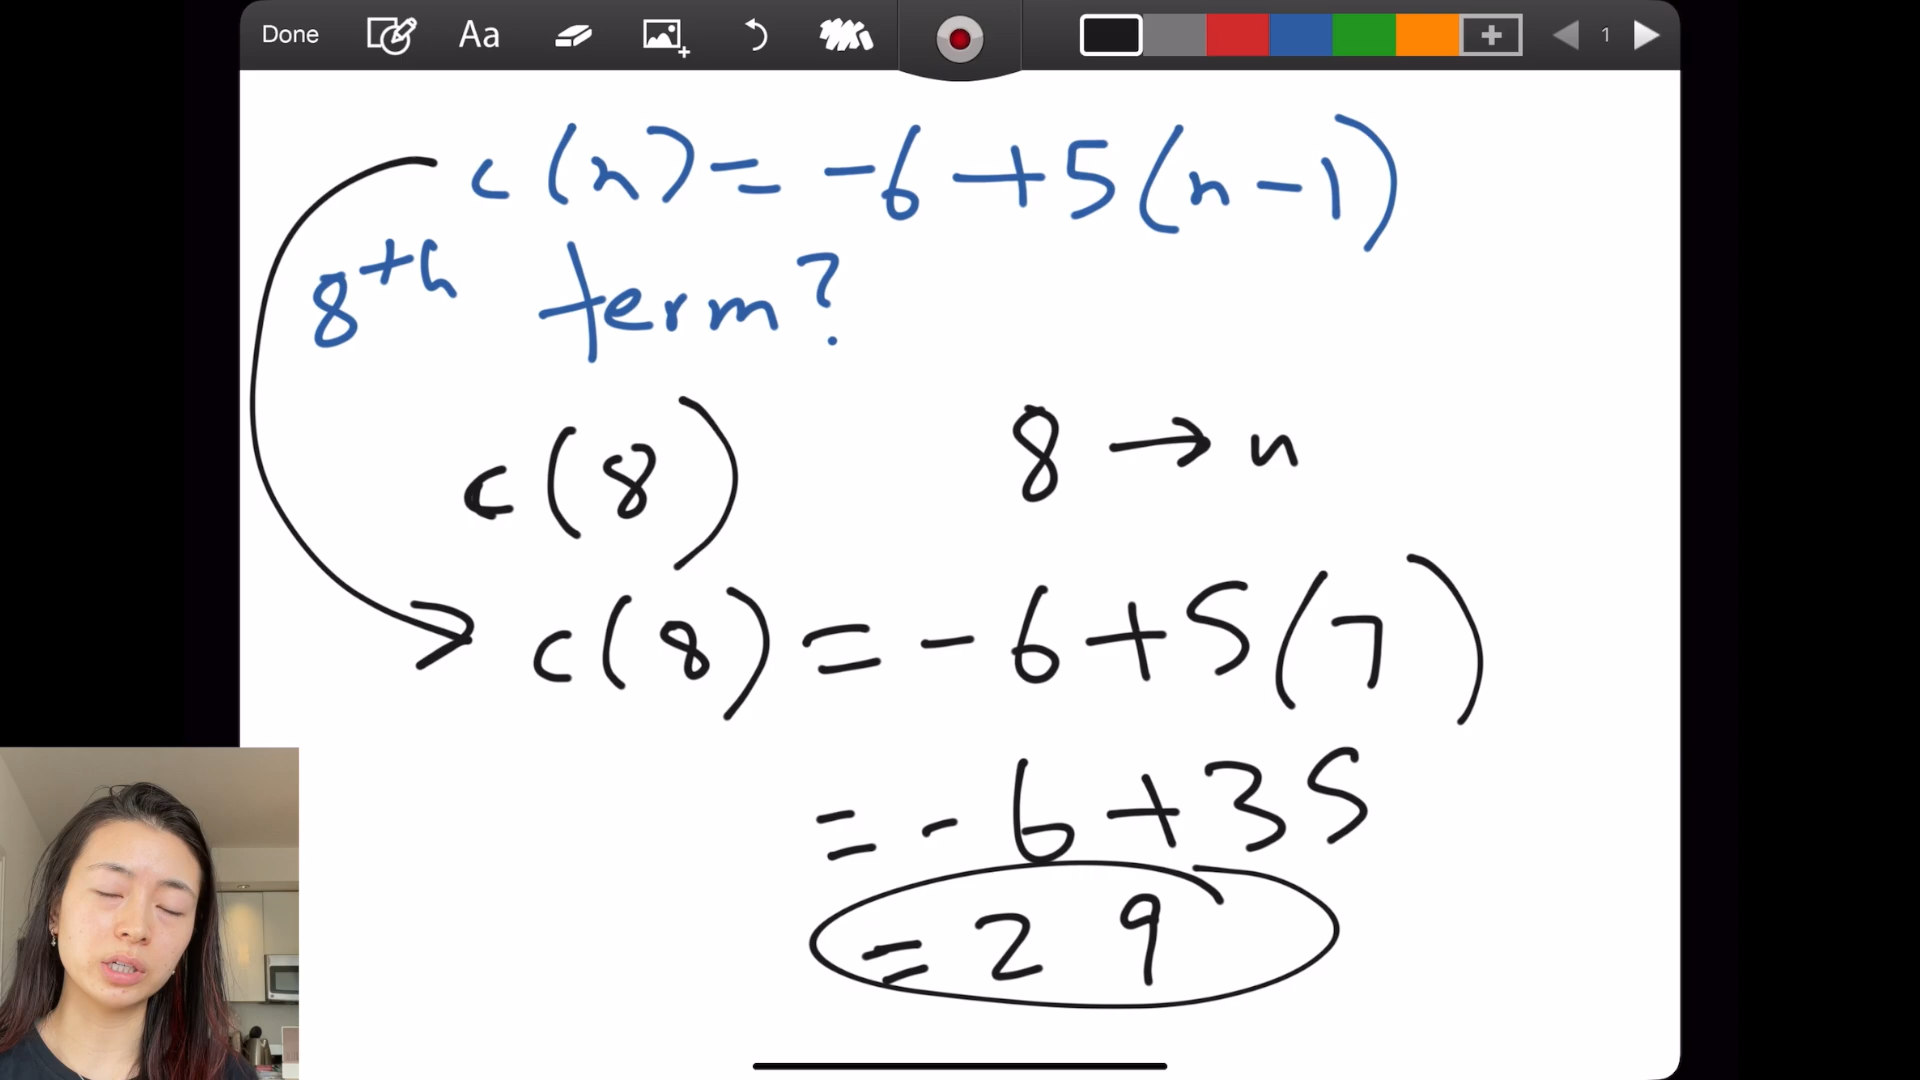 Done Aa 1
c(n)=-6+5(n-1)
8th term?
c(8) 8→n
c(8)=-6+5(7)
=-6+35
=29